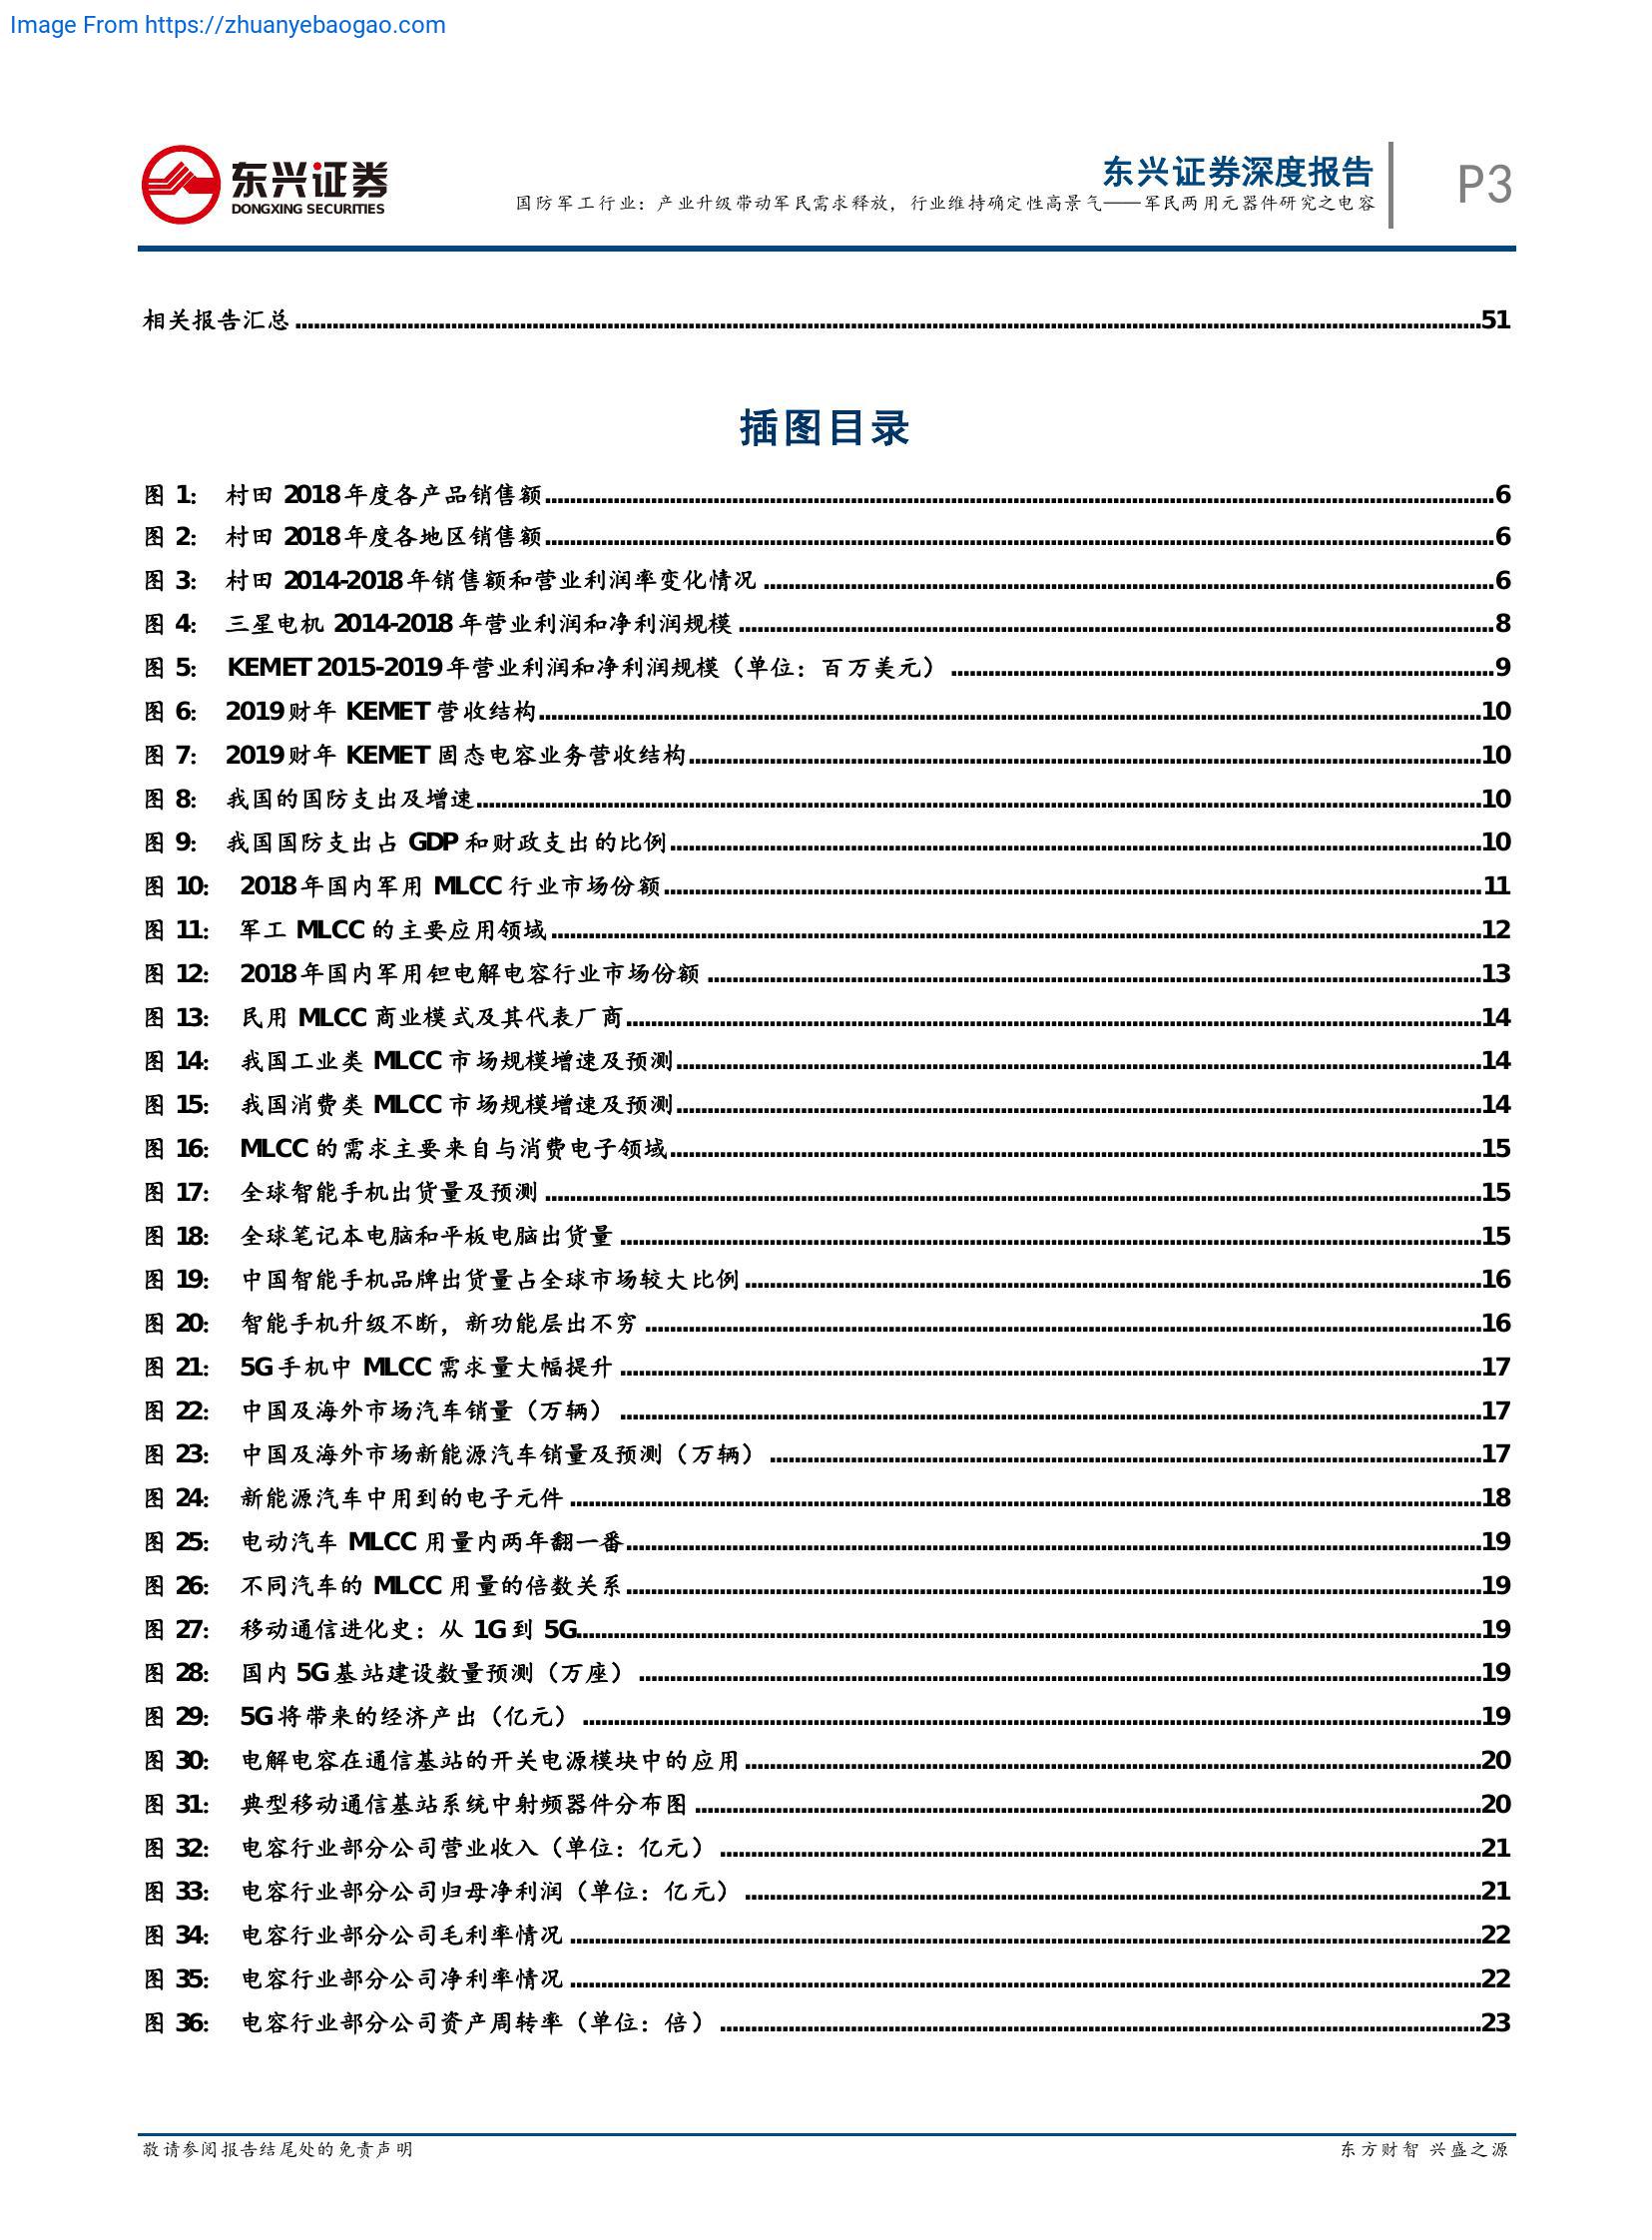 Image From https://zhuanyebaogao.com
东兴证券
DONGXING SECURITIES
东兴证券深度报告
国防军工行业：产业升级带动军民需求释放，行业维持确定性高景气——军民两用元器件研究之电容
P3
相关报告汇总 51
插图目录
图 1： 村田 2018 年度各产品销售额 6
图 2： 村田 2018 年度各地区销售额 6
图 3： 村田 2014-2018 年销售额和营业利润率变化情况 6
图 4： 三星电机 2014-2018 年营业利润和净利润规模 8
图 5： KEMET 2015-2019 年营业利润和净利润规模（单位：百万美元） 9
图 6： 2019 财年 KEMET 营收结构 10
图 7： 2019 财年 KEMET 固态电容业务营收结构 10
图 8： 我国的国防支出及增速 10
图 9： 我国国防支出占 GDP 和财政支出的比例 10
图 10： 2018 年国内军用 MLCC 行业市场份额 11
图 11： 军工 MLCC 的主要应用领域 12
图 12： 2018 年国内军用钽电解电容行业市场份额 13
图 13： 民用 MLCC 商业模式及其代表厂商 14
图 14： 我国工业类 MLCC 市场规模增速及预测 14
图 15： 我国消费类 MLCC 市场规模增速及预测 14
图 16： MLCC 的需求主要来自与消费电子领域 15
图 17： 全球智能手机出货量及预测 15
图 18： 全球笔记本电脑和平板电脑出货量 15
图 19： 中国智能手机品牌出货量占全球市场较大比例 16
图 20： 智能手机升级不断，新功能层出不穷 16
图 21： 5G 手机中 MLCC 需求量大幅提升 17
图 22： 中国及海外市场汽车销量（万辆） 17
图 23： 中国及海外市场新能源汽车销量及预测（万辆） 17
图 24： 新能源汽车中用到的电子元件 18
图 25： 电动汽车 MLCC 用量内两年翻一番 19
图 26： 不同汽车的 MLCC 用量的倍数关系 19
图 27： 移动通信进化史：从 1G 到 5G 19
图 28： 国内 5G 基站建设数量预测（万座） 19
图 29： 5G 将带来的经济产出（亿元） 19
图 30： 电解电容在通信基站的开关电源模块中的应用 20
图 31： 典型移动通信基站系统中射频器件分布图 20
图 32： 电容行业部分公司营业收入（单位：亿元） 21
图 33： 电容行业部分公司归母净利润（单位：亿元） 21
图 34： 电容行业部分公司毛利率情况 22
图 35： 电容行业部分公司净利率情况 22
图 36： 电容行业部分公司资产周转率（单位：倍） 23
敬请参阅报告结尾处的免责声明
东方财智 兴盛之源